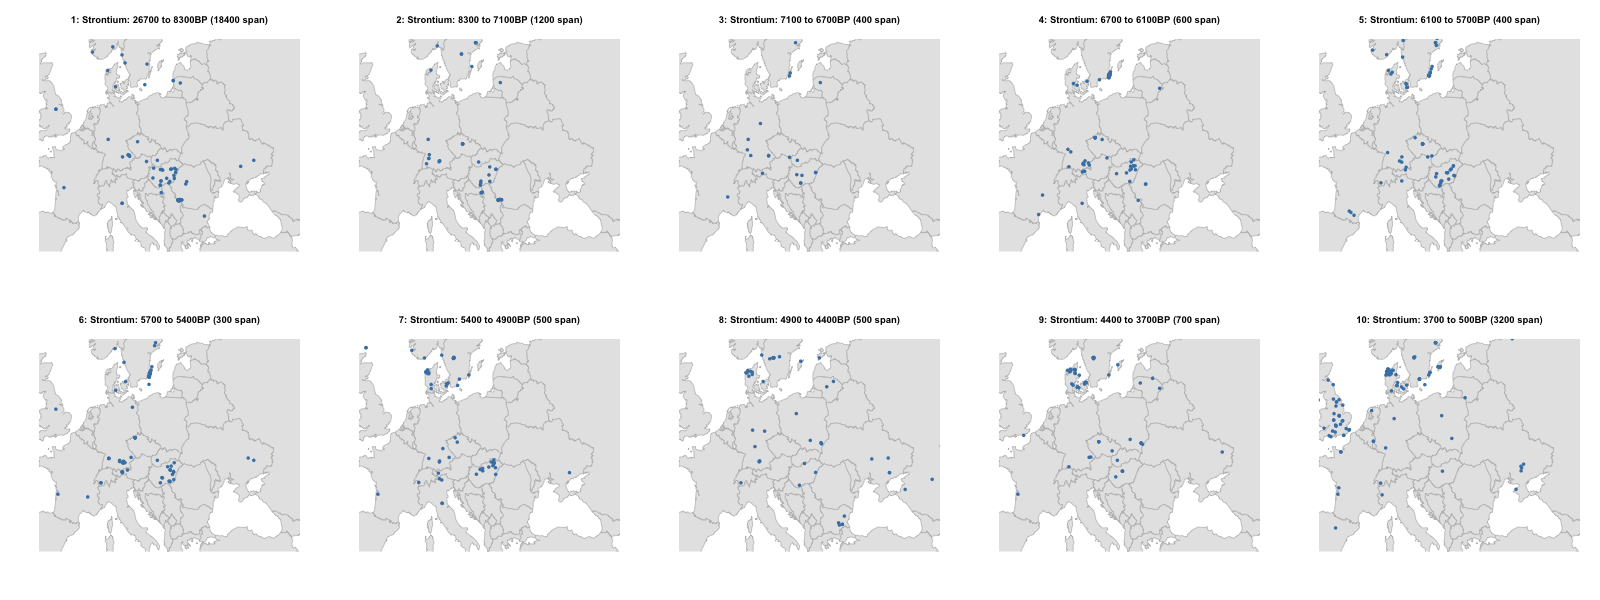 1: Strontium: 26700 to 8300BP (18400 span)
2: Strontium: 8300 to 7100BP (1200 span)
3: Strontium: 7100 to 6700BP (400 span)
4: Strontium: 6700 to 6100BP (600 span)
5: Strontium: 6100 to 5700BP (400 span)
6: Strontium: 5700 to 5400BP (300 span)
7: Strontium: 5400 to 4900BP (500 span)
8: Strontium: 4900 to 4400BP (500 span)
9: Strontium: 4400 to 3700BP (700 span)
10: Strontium: 3700 to 500BP (3200 span)